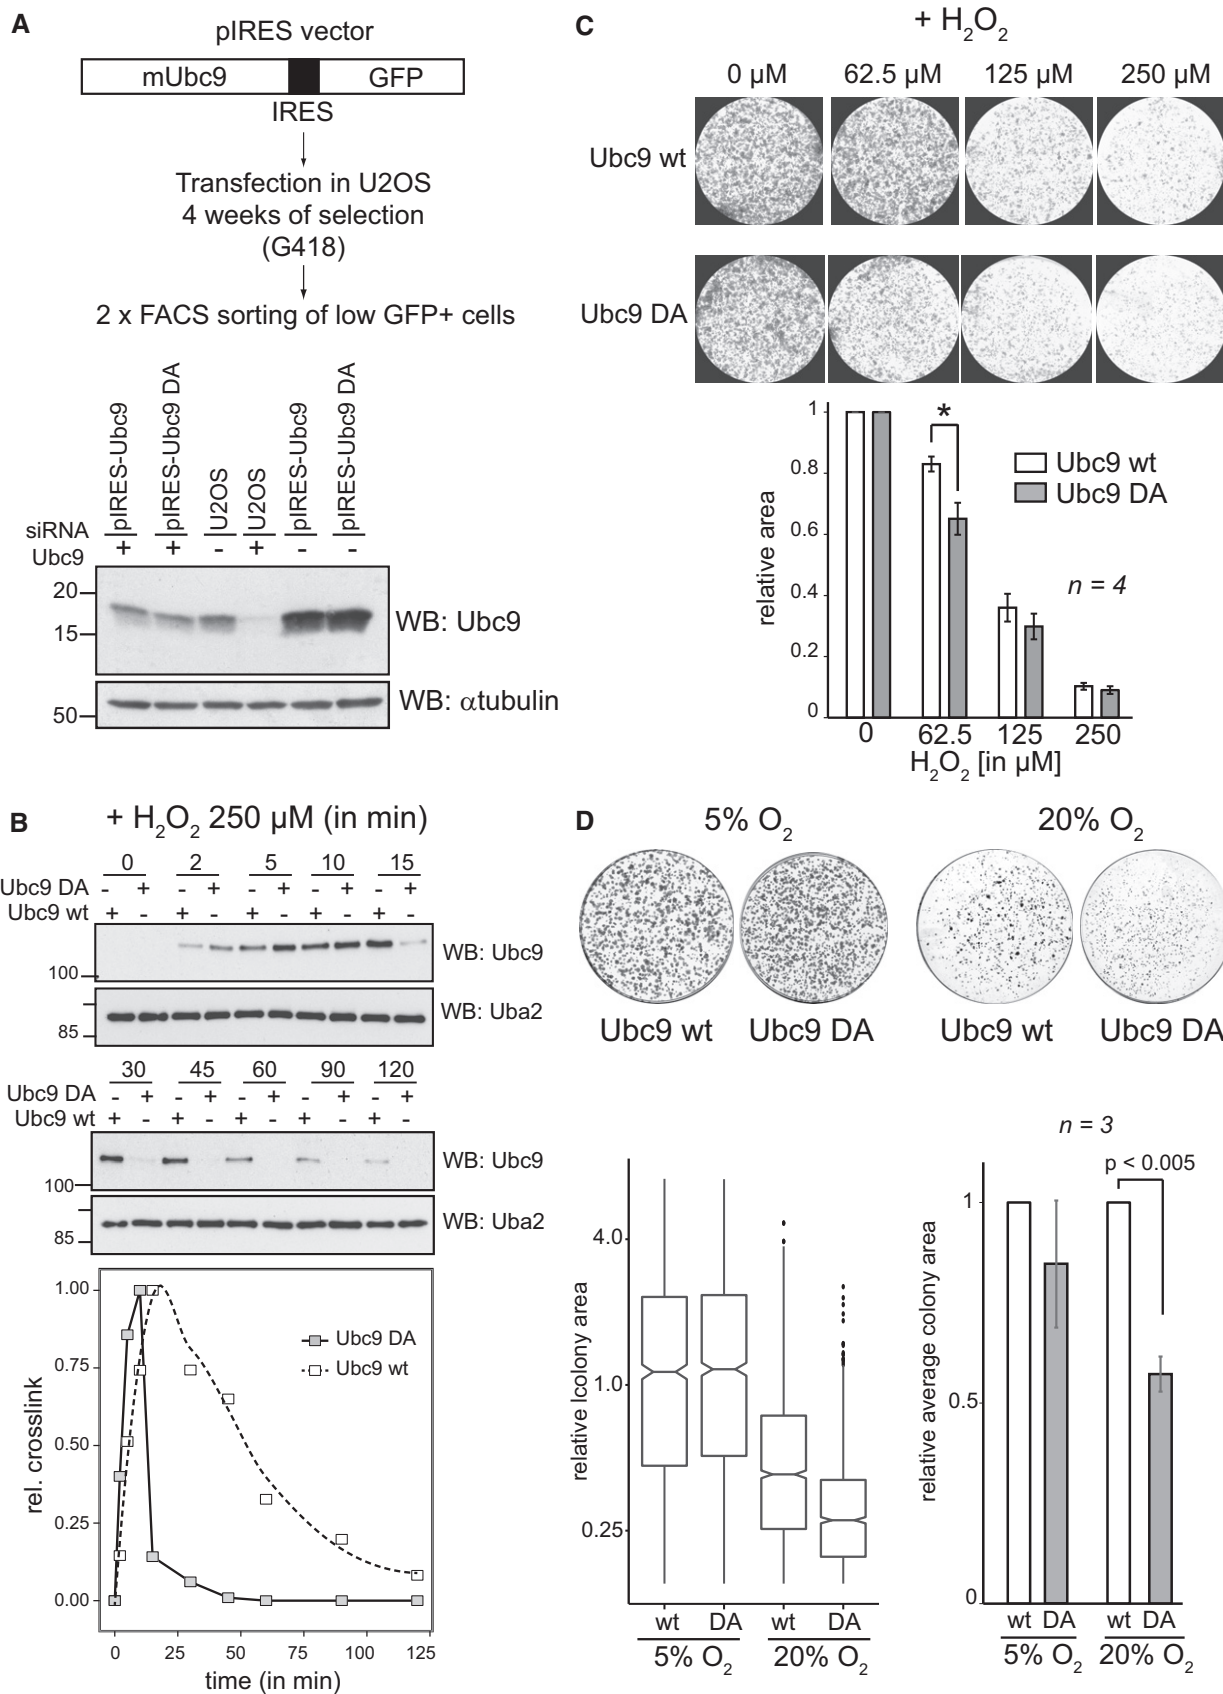 A
pIRES vector
mUbc9
GFP
IRES
Transfection in U2OS
4 weeks of selection
(G418)
2 x FACS sorting of low GFP+ cells
pIRES-Ubc9
pIRES-Ubc9 DA
U2OS
U2OS
pIRES-Ubc9
pIRES-Ubc9 DA
siRNA
Ubc9
+ + - + - -
20
15
WB: Ubc9
50
WB: αtubulin
B
+ H₂O₂ 250 µM (in min)
0 2 5 10 15
Ubc9 DA - + - + - + - + - +
Ubc9 wt + - + - + - + - + -
100
WB: Ubc9
85
WB: Uba2
30 45 60 90 120
Ubc9 DA - + - + - + - + - +
Ubc9 wt + - + - + - + - + -
100
WB: Ubc9
85
WB: Uba2
1.00
0.75
0.50
0.25
0.00
rel. crosslink
Ubc9 DA
Ubc9 wt
0 25 50 75 100 125
time (in min)
C
+ H₂O₂
0 µM 62.5 µM 125 µM 250 µM
Ubc9 wt
Ubc9 DA
1
0.8
0.6
0.4
0.2
0
relative area
*
Ubc9 wt
Ubc9 DA
n = 4
0 62.5 125 250
H₂O₂ [in µM]
D
5% O₂ 20% O₂
Ubc9 wt Ubc9 DA Ubc9 wt Ubc9 DA
4.0
1.0
0.25
relative lcolony area
wt DA wt DA
5% O₂ 20% O₂
n = 3
p < 0.005
1
0.5
0
relative average colony area
wt DA wt DA
5% O₂ 20% O₂